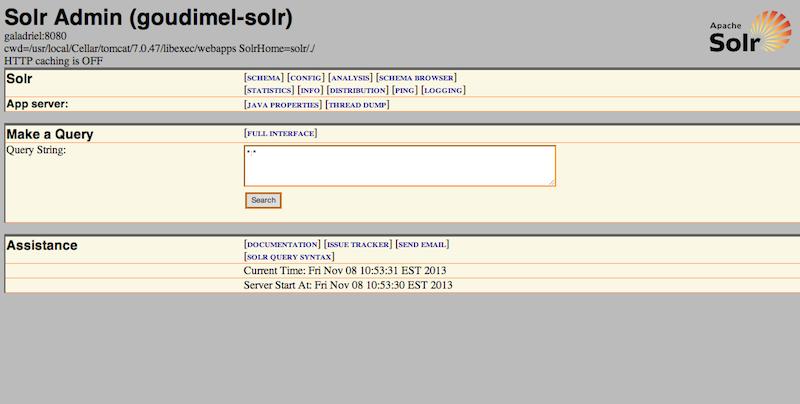 Solr Admin (goudimel-solr)
galadriel:8080
cwd=/usr/local/Cellar/tomcat/7.0.47/libexec/webapps SolrHome=solr/./
HTTP caching is OFF
Apache
Solr
Solr
[SCHEMA] [CONFIG] [ANALYSIS] [SCHEMA BROWSER]
[STATISTICS] [INFO] [DISTRIBUTION] [PING] [LOGGING]
App server:
[JAVA PROPERTIES] [THREAD DUMP]
Make a Query
[FULL INTERFACE]
Query String:
*:*
Search
Assistance
[DOCUMENTATION] [ISSUE TRACKER] [SEND EMAIL]
[SOLR QUERY SYNTAX]
Current Time: Fri Nov 08 10:53:31 EST 2013
Server Start At: Fri Nov 08 10:53:30 EST 2013